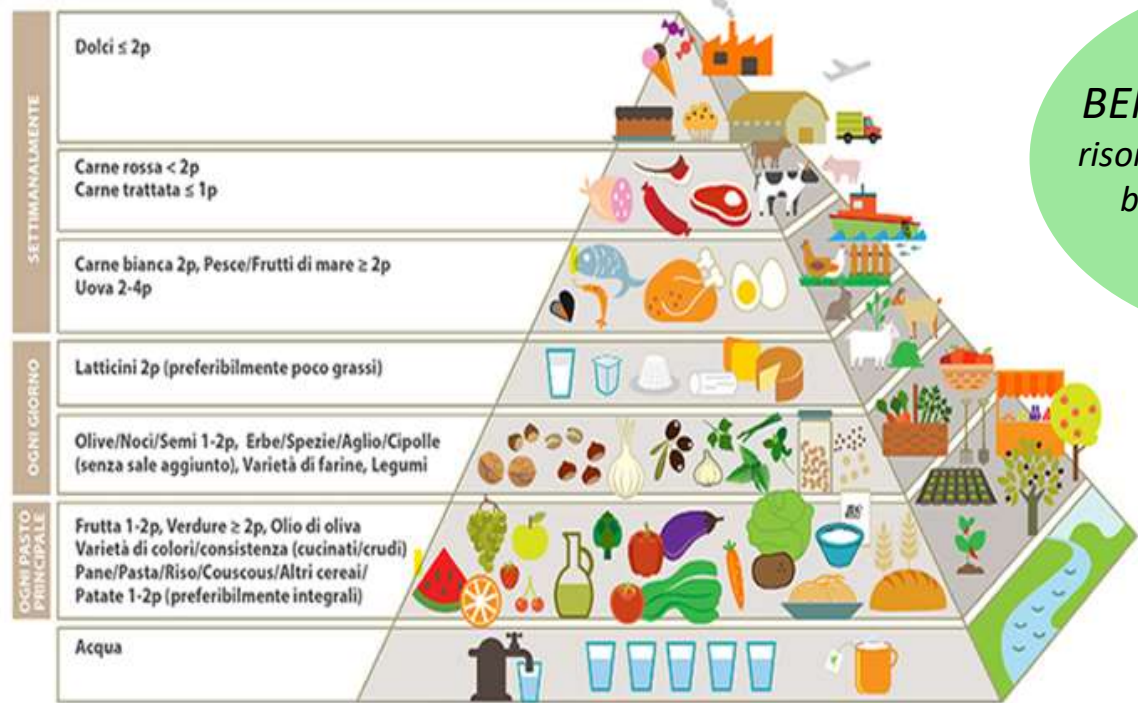 SETTIMANALMENTE
Dolci ≤ 2p
Carne rossa < 2p
Carne trattata ≤ 1p
Carne bianca 2p, Pesce/Frutti di mare ≥ 2p
Uova 2-4p
OGNI GIORNO
Latticini 2p (preferibilmente poco grassi)
Olive/Noci/Semi 1-2p, Erbe/Spezie/Aglio/Cipolle
(senza sale aggiunto), Varietà di farine, Legumi
OGNI PASTO
PRINCIPALE
Frutta 1-2p, Verdure ≥ 2p, Olio di oliva
Varietà di colori/consistenza (cucinati/crudi)
Pane/Pasta/Riso/Couscous/Altri cereai/
Patate 1-2p (preferibilmente integrali)
Acqua